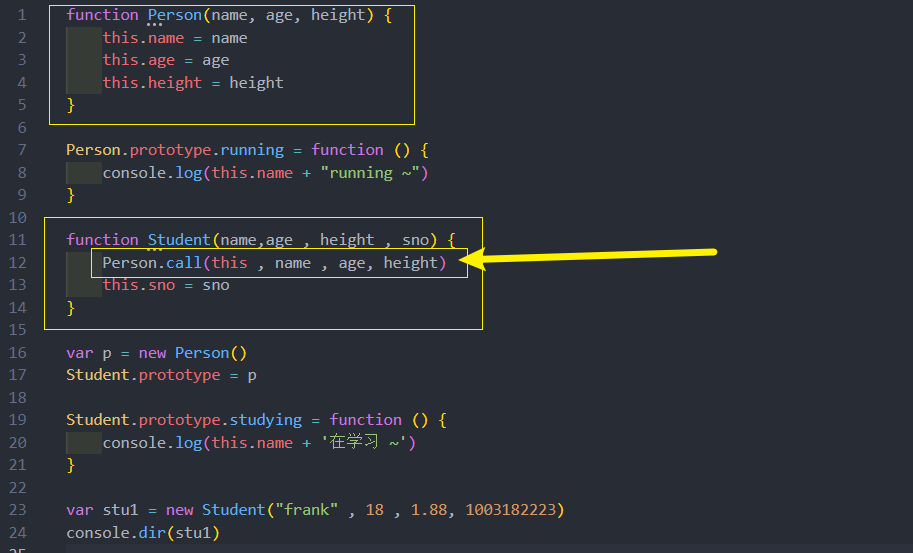 1 function Person(name, age, height) {
2 this.name = name
3 this.age = age
4 this.height = height
5 }
6
7 Person.prototype.running = function () {
8 console.log(this.name + "running ~")
9 }
10
11 function Student(name,age , height , sno) {
12 Person.call(this , name , age, height)
13 this.sno = sno
14 }
15
16 var p = new Person()
17 Student.prototype = p
18
19 Student.prototype.studying = function () {
20 console.log(this.name + '在学习 ~')
21 }
22
23 var stu1 = new Student("frank" , 18 , 1.88, 1003182223)
24 console.dir(stu1)
25